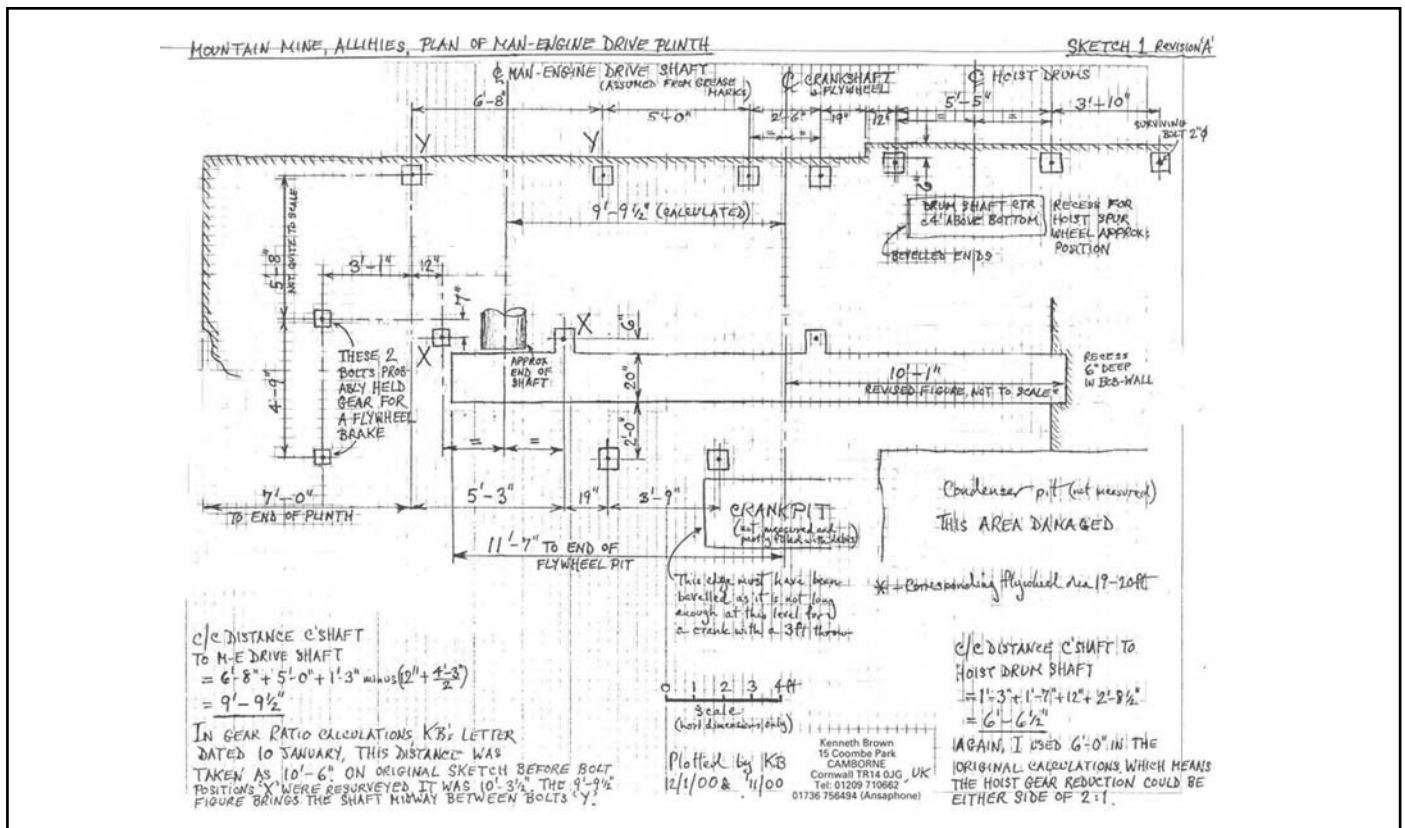 MOUNTAIN MINE, ALLIHIES, PLAN OF MAN-ENGINE DRIVE PLINTH
SKETCH 1 REVISION 'A'
℄ MAN-ENGINE DRIVE SHAFT
(ASSUMED FROM GREASE
MARKS)
℄ CRANKSHAFT
& FLYWHEEL
℄ HOIST DRUMS
6'-8"
5'-0"
2'-6"
19"
12"
5'-5"
3'-10"
= =
= =
SURVIVING
BOLT 2"φ
Y
Y
6"
9'-9½" (CALCULATED)
DRUM SHAFT CTR
c4' ABOVE BOTTOM
RECESS FOR
HOIST SPUR
WHEEL APPROX:
POSITION
BEVELLED ENDS
5'-8"
NOT QUITE TO SCALE
3'-1"
12"
7"
X
X
6"
APPROX
END OF
SHAFT
THESE 2
BOLTS PROB-
ABLY HELD
GEAR FOR
A FLYWHEEL
BRAKE
4'-9"
20"
10'-1"
REVISED FIGURE, NOT TO SCALE*
RECESS
6" DEEP
IN BOB-WALL
2'-0"
= =
7'-0"
TO END OF PLINTH
5'-3"
19"
3'-9"
11'-7" TO END OF
FLYWHEEL PIT
CRANKPIT
(not measured and
partly filled with debris)
Condenser pit (not measured)
THIS AREA DAMAGED
This edge must have been
bevelled as it is not long
enough at this level for
a crank with a 3ft throw
* Corresponding flywheel dia 19-20ft
C/C DISTANCE C'SHAFT
TO M-E DRIVE SHAFT
= 6'-8" + 5'-0" + 1'-3" minus (12" + 4'-3"/2)
= 9'-9½"
IN GEAR RATIO CALCULATIONS, KB's LETTER
DATED 10 JANUARY, THIS DISTANCE WAS
TAKEN AS 10'-6". ON ORIGINAL SKETCH BEFORE BOLT
POSITIONS 'X' WERE RESURVEYED IT WAS 10'-3½". THE 9'-9½"
FIGURE BRINGS THE SHAFT MIDWAY BETWEEN BOLTS 'Y'.
0 1 2 3 4ft
Scale
(horl dimensions only)
Plotted by KB
12/1/00 & /11/00
Kenneth Brown
15 Coombe Park
CAMBORNE
Cornwall TR14 0JG, UK
Tel: 01209 710662
01736 756494 (Ansaphone)
C/C DISTANCE C'SHAFT TO
HOIST DRUM SHAFT
= 1'-3" + 1'-7" + 12" + 2'-8½"
= 6'-6½"
AGAIN, I USED 6'-0" IN THE
ORIGINAL CALCULATIONS, WHICH MEANS
THE HOIST GEAR REDUCTION COULD BE
EITHER SIDE OF 2:1.